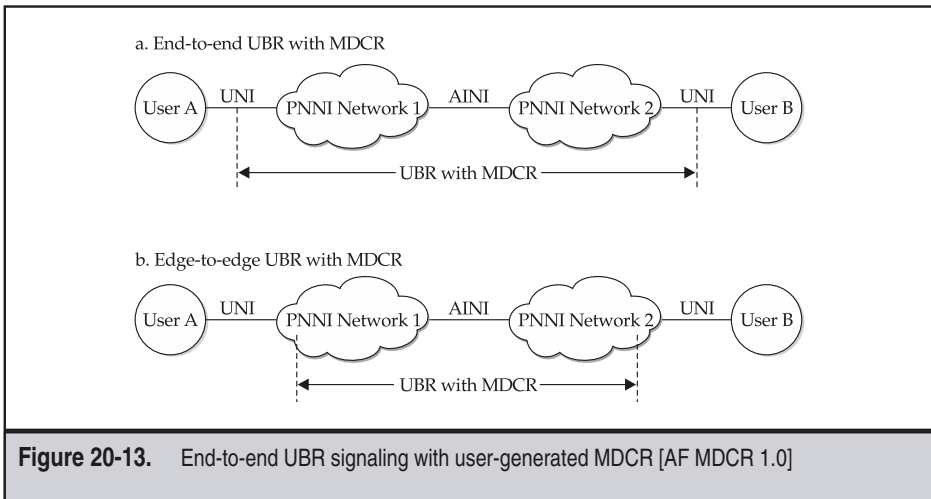 a. End-to-end UBR with MDCR
User A UNI PNNI Network 1 AINI PNNI Network 2 UNI User B
UBR with MDCR
b. Edge-to-edge UBR with MDCR
User A UNI PNNI Network 1 AINI PNNI Network 2 UNI User B
UBR with MDCR
Figure 20-13. End-to-end UBR signaling with user-generated MDCR [AF MDCR 1.0]